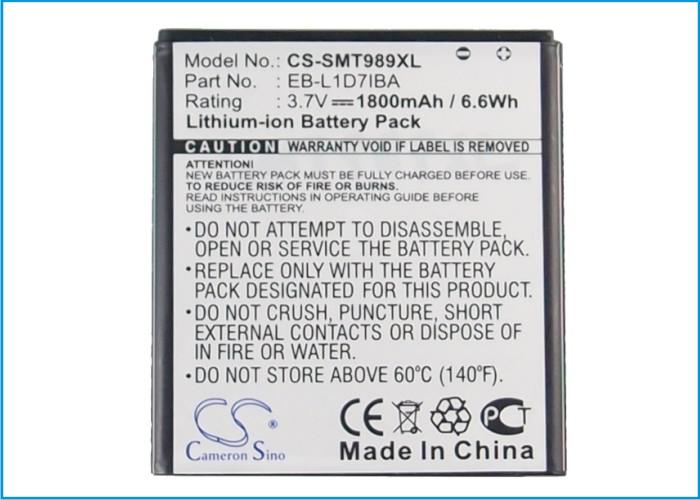 Model No.: CS-SMT989XL
Part No.: EB-L1D7IBA
Rating : 3.7V 1800mAh / 6.6Wh
Lithium-ion Battery Pack
CAUTION WARRANTY VOID IF LABEL IS REMOVED
ATTENTION!
NEW BATTERY PACK MUST BE FULLY CHARGED BEFORE USE
TO REDUCE RISK OF FIRE OR BURNS.
READ INSTRUCTIONS IN YOUR EQUIPMENT GUIDE BEFORE
USING THE BATTERY.
•DO NOT ATTEMPT TO DISASSEMBLE,
OPEN OR SERVICE THE BATTERY PACK.
•REPLACE ONLY WITH THE BATTERY
PACK DESIGNATED FOR YOUR EQUIPMENT.
•DO NOT CRUSH, PUNCTURE, SHORT
EXTERNAL CONTACTS OR DISPOSE OF
IN FIRE OR WATER.
•DO NOT STORE ABOVE 60°C (140°F).
CS
Cameron Sino
CE
Made In China